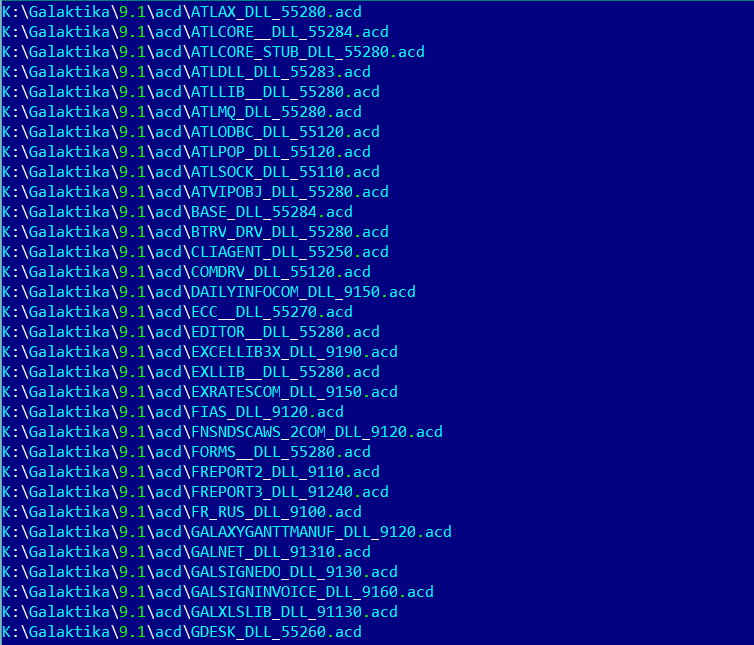 K:\Galaktika\9.1\acd\ATLAX_DLL_55280.acd
K:\Galaktika\9.1\acd\ATLCORE__DLL_55284.acd
K:\Galaktika\9.1\acd\ATLCORE_STUB_DLL_55280.acd
K:\Galaktika\9.1\acd\ATLDLL_DLL_55283.acd
K:\Galaktika\9.1\acd\ATLLIB__DLL_55280.acd
K:\Galaktika\9.1\acd\ATLMQ_DLL_55280.acd
K:\Galaktika\9.1\acd\ATLODBC_DLL_55120.acd
K:\Galaktika\9.1\acd\ATLPOP_DLL_55120.acd
K:\Galaktika\9.1\acd\ATLSOCK_DLL_55110.acd
K:\Galaktika\9.1\acd\ATVIPOBJ_DLL_55280.acd
K:\Galaktika\9.1\acd\BASE_DLL_55284.acd
K:\Galaktika\9.1\acd\BTRV_DRV_DLL_55280.acd
K:\Galaktika\9.1\acd\CLIAGENT_DLL_55250.acd
K:\Galaktika\9.1\acd\COMDRV_DLL_55120.acd
K:\Galaktika\9.1\acd\DAILYINFOCOM_DLL_9150.acd
K:\Galaktika\9.1\acd\ECC__DLL_55270.acd
K:\Galaktika\9.1\acd\EDITOR__DLL_55280.acd
K:\Galaktika\9.1\acd\EXCELLIB3X_DLL_9190.acd
K:\Galaktika\9.1\acd\EXLLIB__DLL_55280.acd
K:\Galaktika\9.1\acd\EXRATESCOM_DLL_9150.acd
K:\Galaktika\9.1\acd\FIAS_DLL_9120.acd
K:\Galaktika\9.1\acd\FNSNDSCAWS_2COM_DLL_9120.acd
K:\Galaktika\9.1\acd\FORMS__DLL_55280.acd
K:\Galaktika\9.1\acd\FREPORT2_DLL_9110.acd
K:\Galaktika\9.1\acd\FREPORT3_DLL_91240.acd
K:\Galaktika\9.1\acd\FR_RUS_DLL_9100.acd
K:\Galaktika\9.1\acd\GALAXYGANTTMANUF_DLL_9120.acd
K:\Galaktika\9.1\acd\GALNET_DLL_91310.acd
K:\Galaktika\9.1\acd\GALSIGNEDO_DLL_9130.acd
K:\Galaktika\9.1\acd\GALSIGNINVOICE_DLL_9160.acd
K:\Galaktika\9.1\acd\GALXLSLIB_DLL_91130.acd
K:\Galaktika\9.1\acd\GDESK_DLL_55260.acd